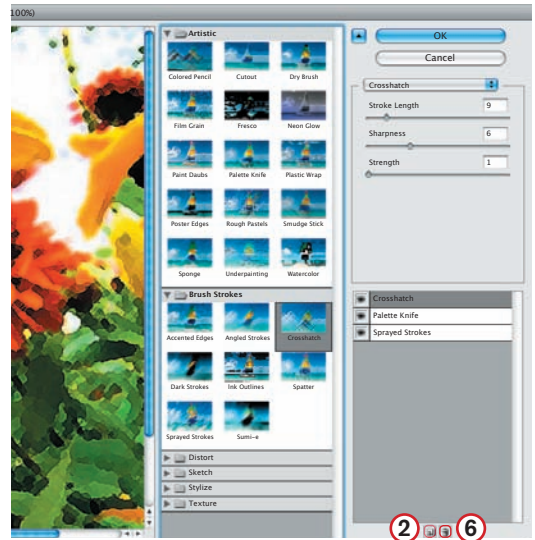 100%)
Artistic
Colored Pencil Cutout Dry Brush
Film Grain Fresco Neon Glow
Paint Daubs Palette Knife Plastic Wrap
Poster Edges Rough Pastels Smudge Stick
Sponge Underpainting Watercolor
Brush Strokes
Accented Edges Angled Strokes Crosshatch
Dark Strokes Ink Outlines Spatter
Sprayed Strokes Sumi-e
Distort
Sketch
Stylize
Texture
OK
Cancel
Crosshatch
Stroke Length 9
Sharpness 6
Strength 1
Crosshatch
Palette Knife
Sprayed Strokes
2 6